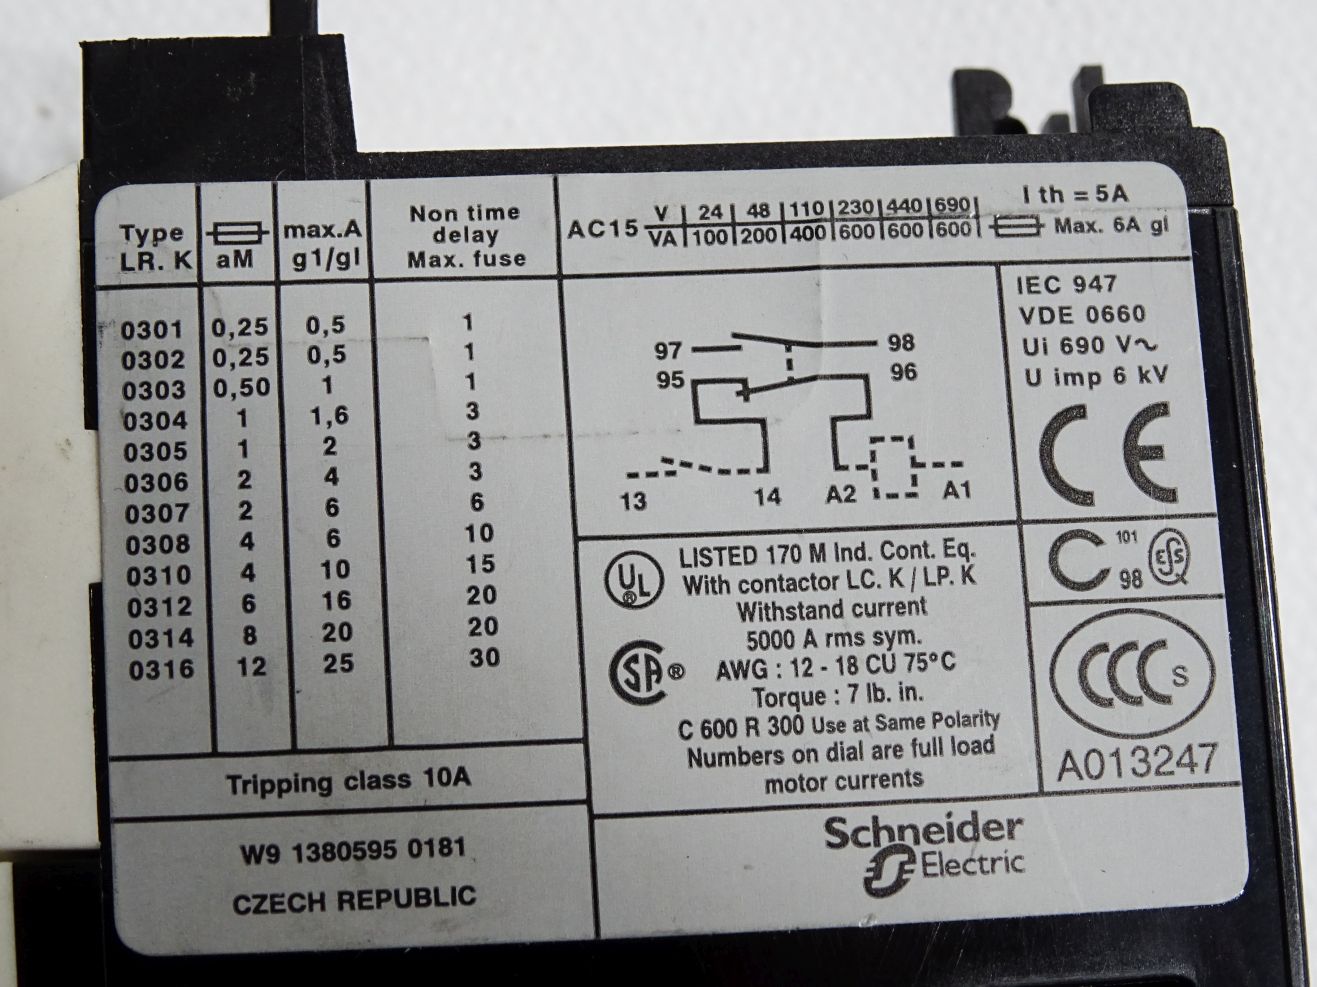 Type LR. K aM max.A g1/gl Non time delay Max. fuse
0301 0,25 0,5 1
0302 0,25 0,5 1
0303 0,50 1 1
0304 1 1,6 3
0305 1 2 3
0306 2 4 3
0307 2 6 6
0308 4 6 10
0310 4 10 15
0312 6 16 20
0314 8 20 20
0316 12 25 30
Tripping class 10A
W9 1380595 0181
CZECH REPUBLIC
AC15 V 24 48 110 230 440 690
VA 100 200 400 600 600 600
I th = 5A
Max. 6A gl
97 98
95 96
13 14 A2 A1
IEC 947
VDE 0660
Ui 690 V~
U imp 6 kV
CE
UL ®
LISTED 170 M Ind. Cont. Eq.
With contactor LC. K / LP. K
Withstand current
5000 A rms sym.
SA ®
AWG : 12 - 18 CU 75°C
Torque : 7 lb. in.
C 600 R 300 Use at Same Polarity
Numbers on dial are full load
motor currents
C 101
98
CCC S
A013247
Schneider
Electric